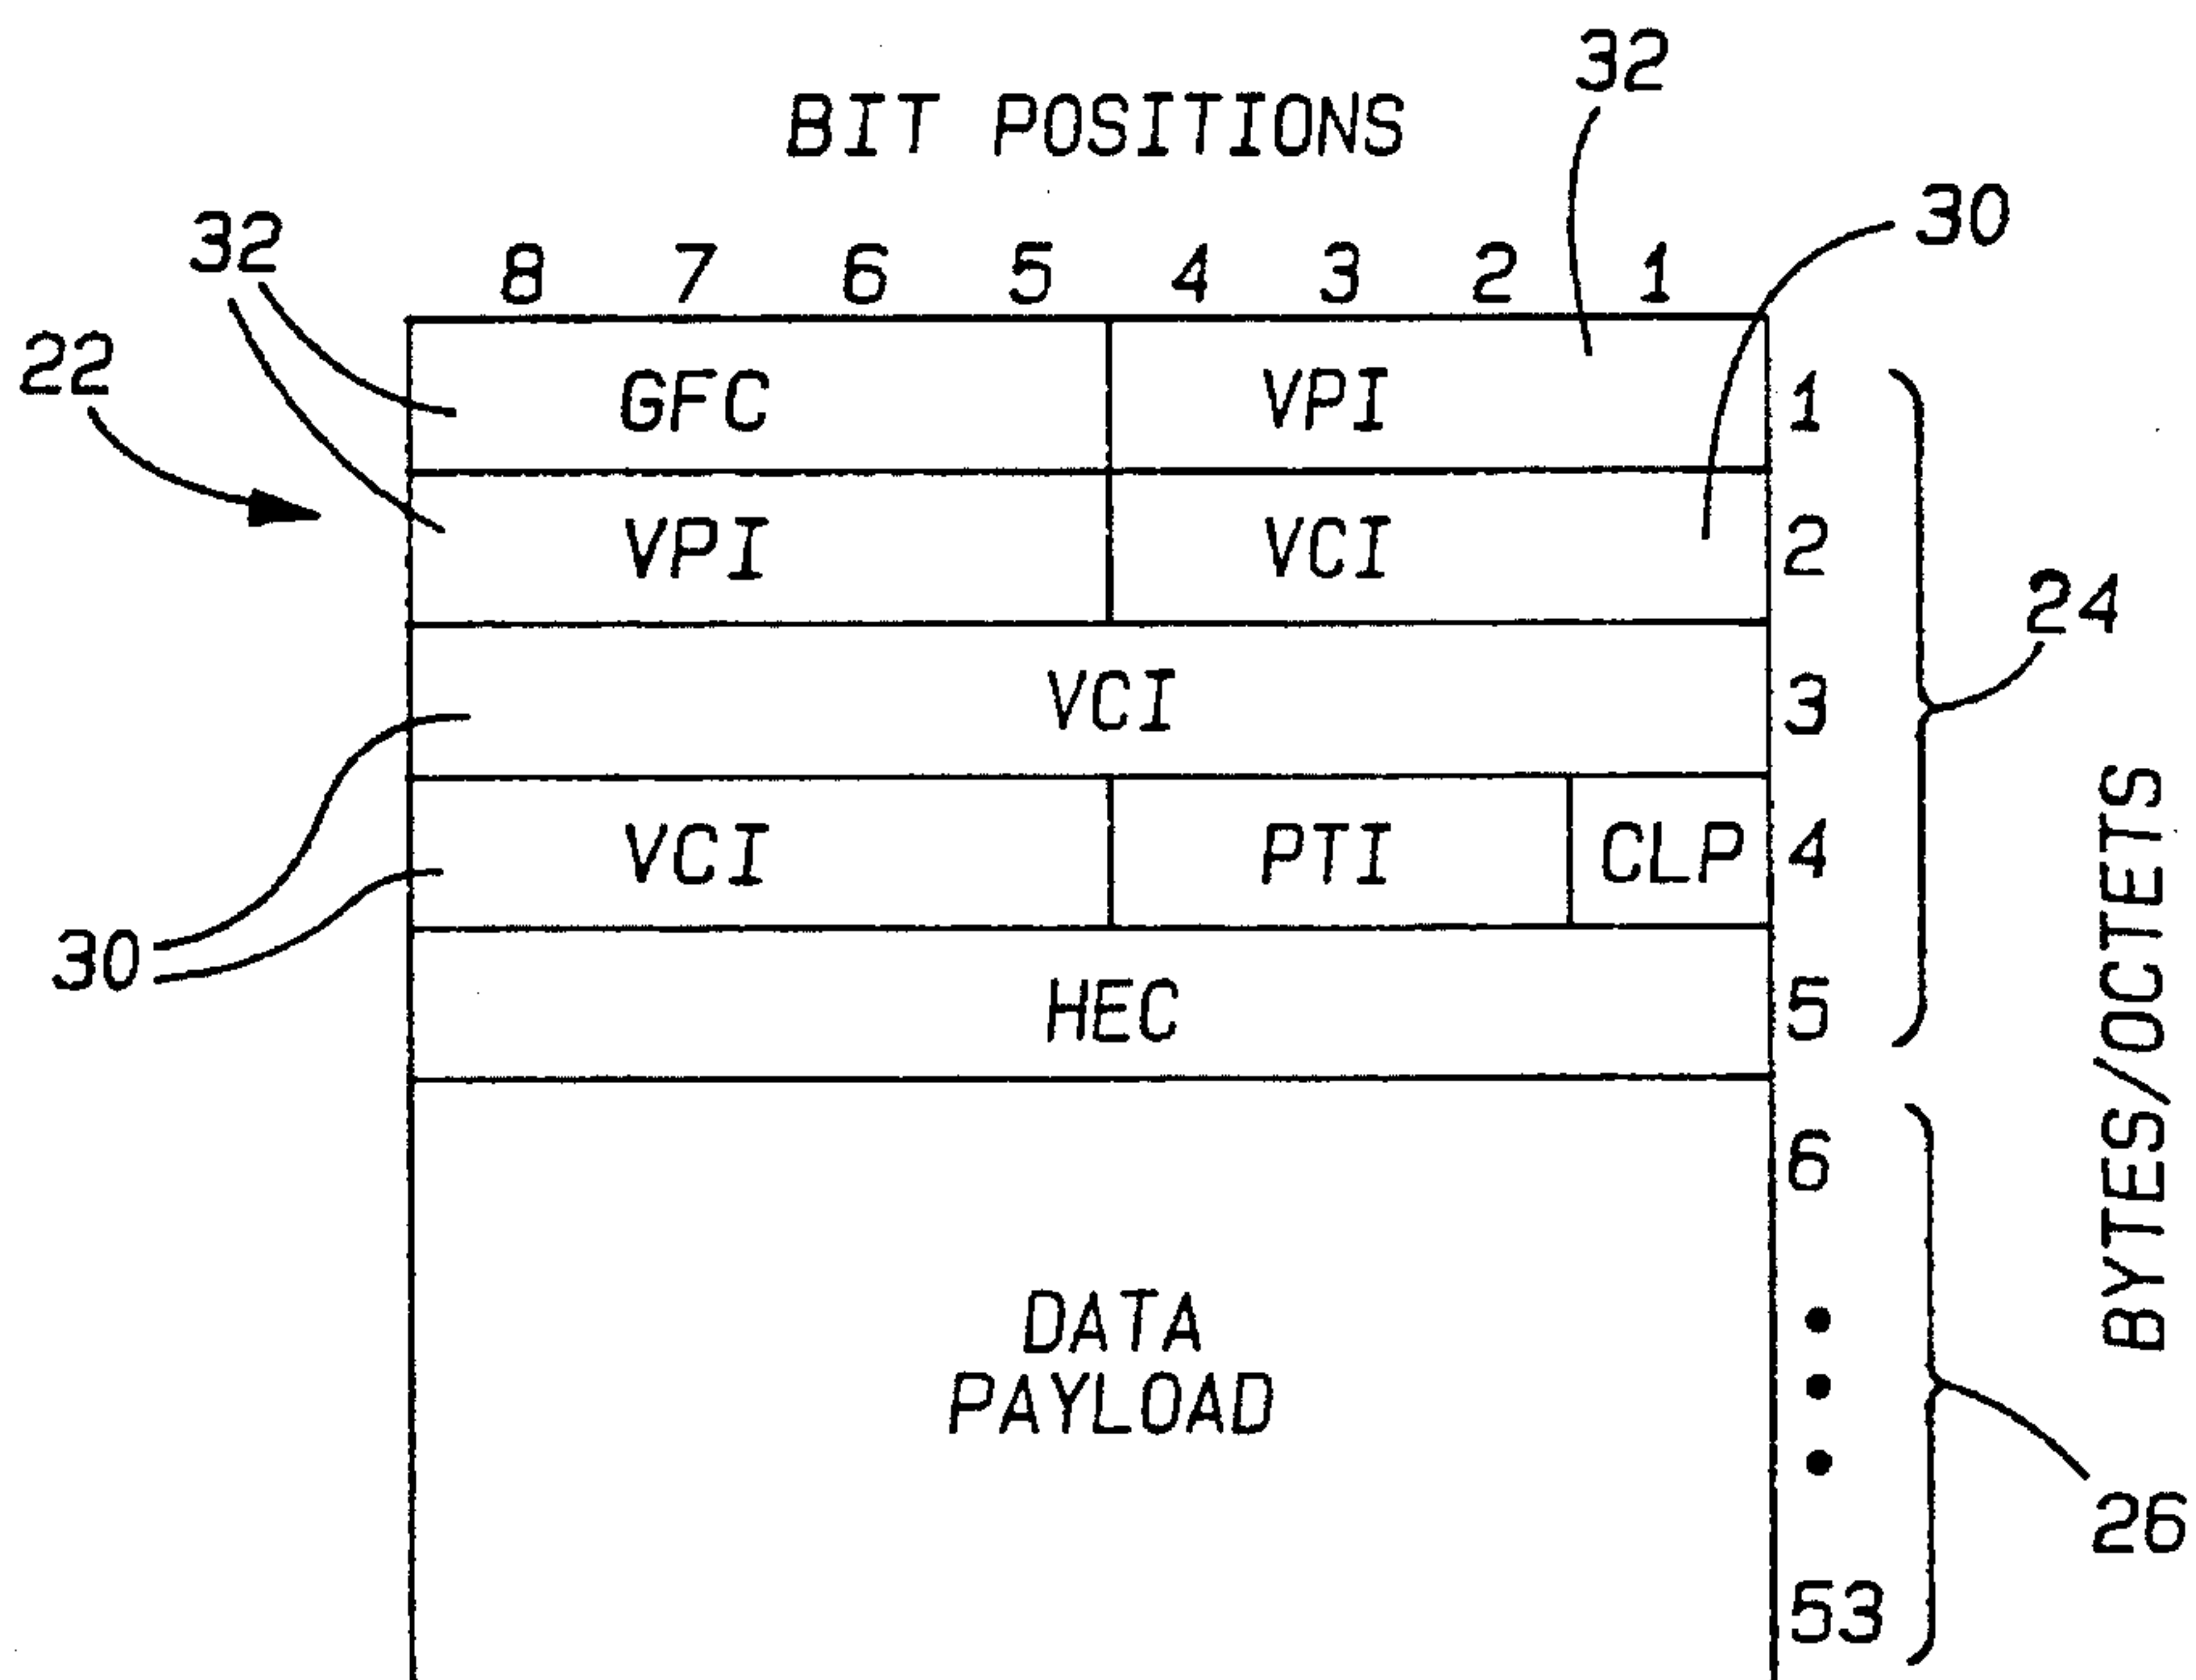 32
BIT POSITIONS
30
32
8 7 6 5 4 3 2 1
22
GFC VPI 1
VPI VCI 2
24
VCI 3
VCI PTI CLP 4
30
HEC 5
BYTES/OCTETS
6
DATA
PAYLOAD
26
53